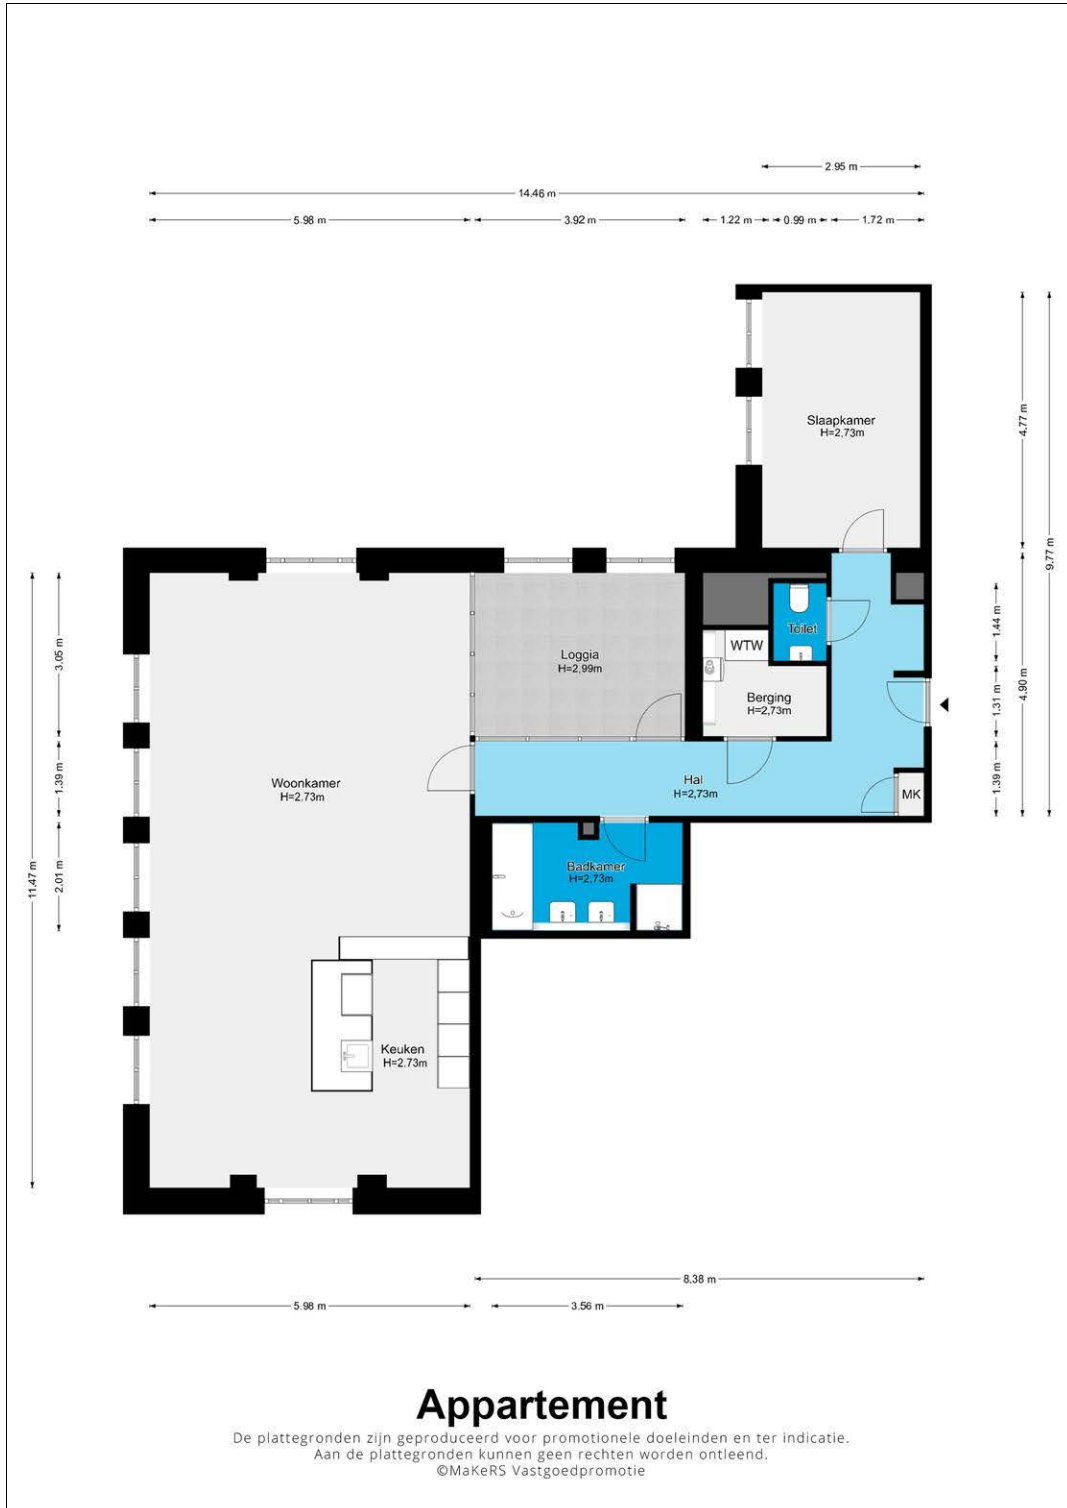 2.95 m
14.46 m
5.98 m
3.92 m
1.22 m
0.99 m
1.72 m
Slaapkamer
H=2,73m
4.77 m
9.77 m
3.05 m
1.39 m
2.01 m
11.47 m
Loggia
H=2,99m
Toilet
WTW
Berging
H=2,73m
1.44 m
1.31 m
4.90 m
1.39 m
Woonkamer
H=2.73m
Hal
H=2,73m
MK
Badkamer
H=2,73m
Keuken
H=2.73m
8.38 m
5.98 m
3.56 m
Appartement
De plattegronden zijn geproduceerd voor promotionele doeleinden en ter indicatie.
Aan de plattegronden kunnen geen rechten worden ontleend.
©MaKeRS Vastgoedpromotie